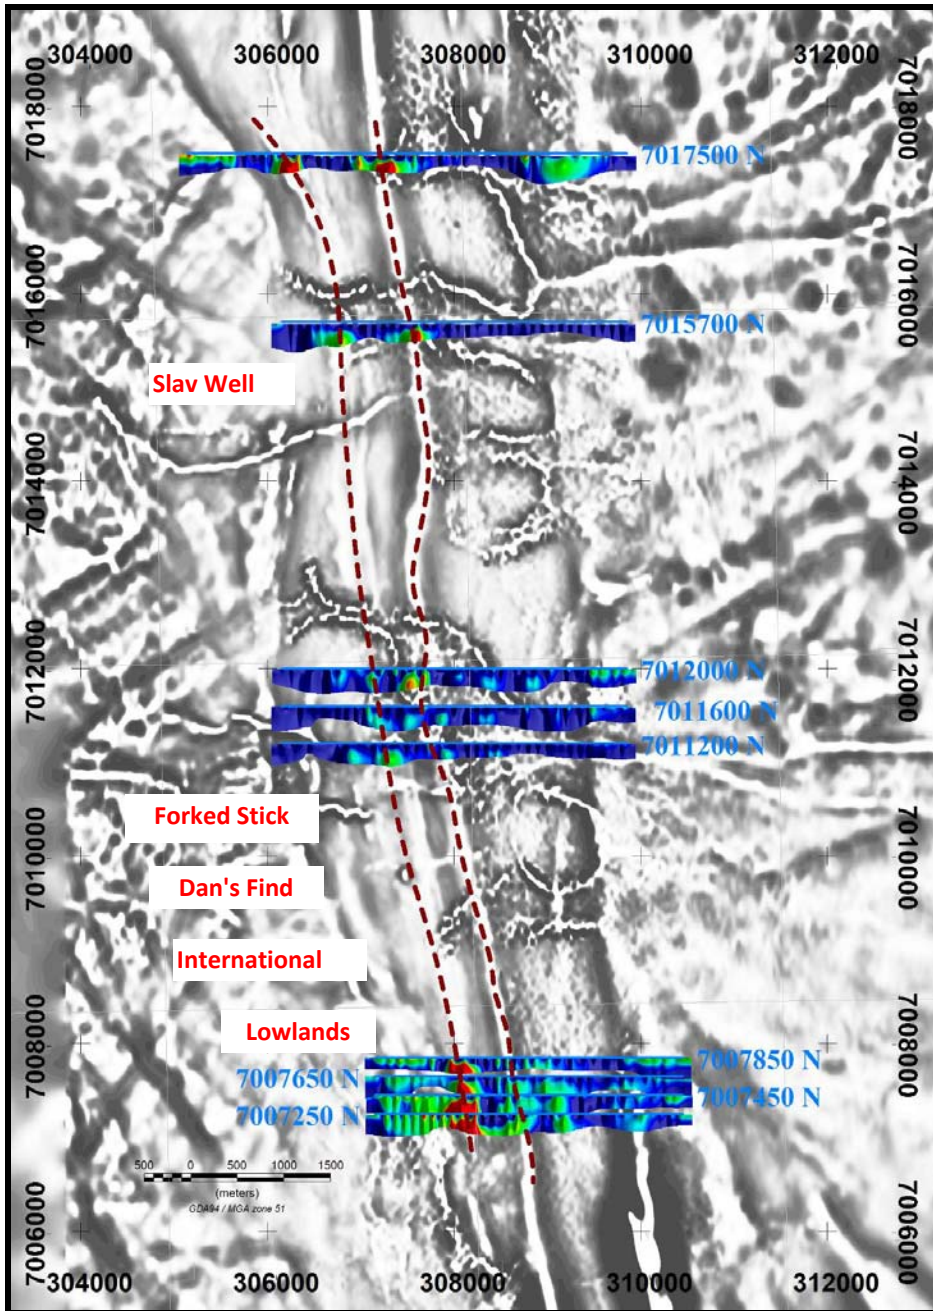 304000 306000 308000 310000 312000
7018000 7018000
7017500 N
7016000 7016000
7015700 N
Slav Well
7014000 7014000
7012000 7012000
7012000 N
7011600 N
7011200 N
Forked Stick
7010000 7010000
Dan's Find
International
Lowlands
7008000 7008000
7007850 N
7007650 N
7007450 N
7007250 N
500 0 500 1000 1500
(meters)
GDA94 / MGA zone 51
7006000 7006000
304000 306000 308000 310000 312000